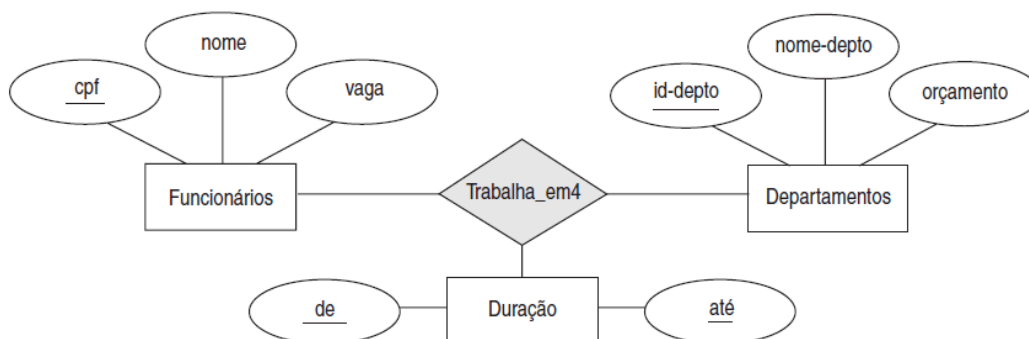 nome
cpf
vaga
nome-depto
id-depto
orçamento
Funcionários
Trabalha_em4
Departamentos
de
Duração
até